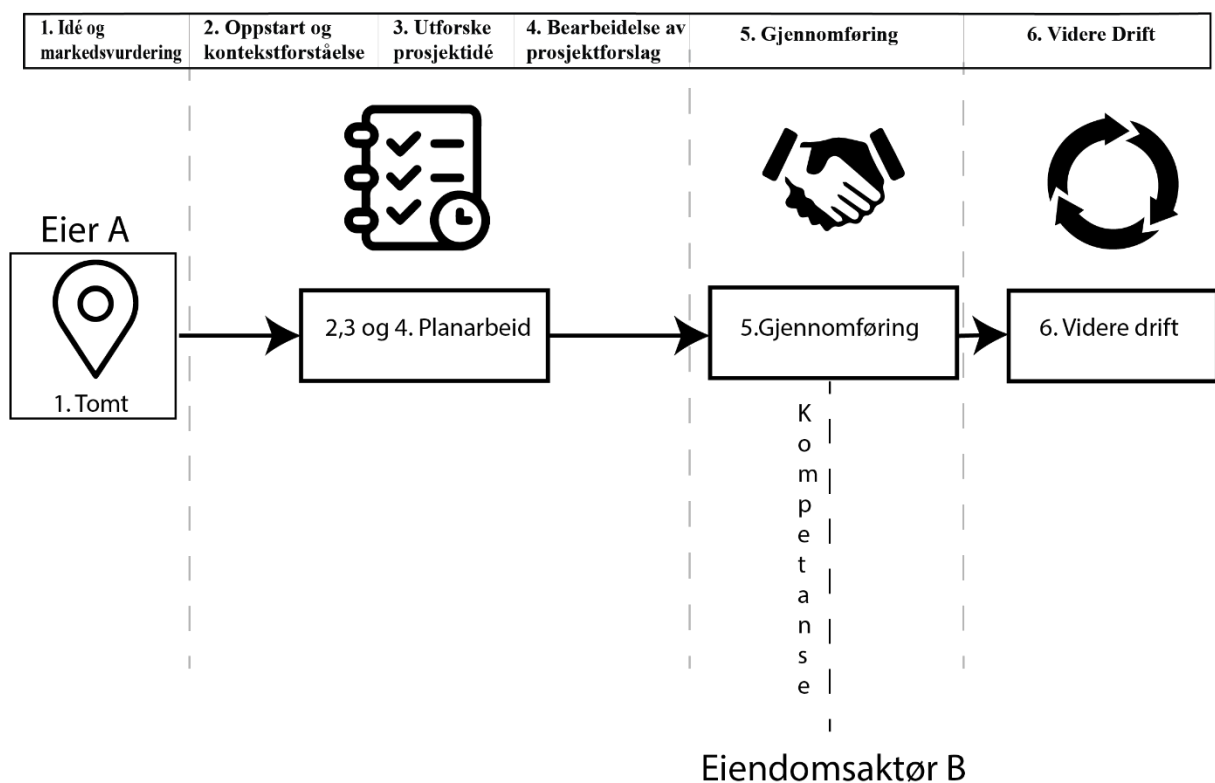 1. Idé og
markedsvurdering
2. Oppstart og
kontekstforståelse
3. Utforske
prosjektidé
4. Bearbeidelse av
prosjektforslag
5. Gjennomføring
6. Videre Drift
Eier A
1. Tomt
2,3 og 4. Planarbeid
5.Gjennomføring
6. Videre drift
Kompetanse
Eiendomsaktør B